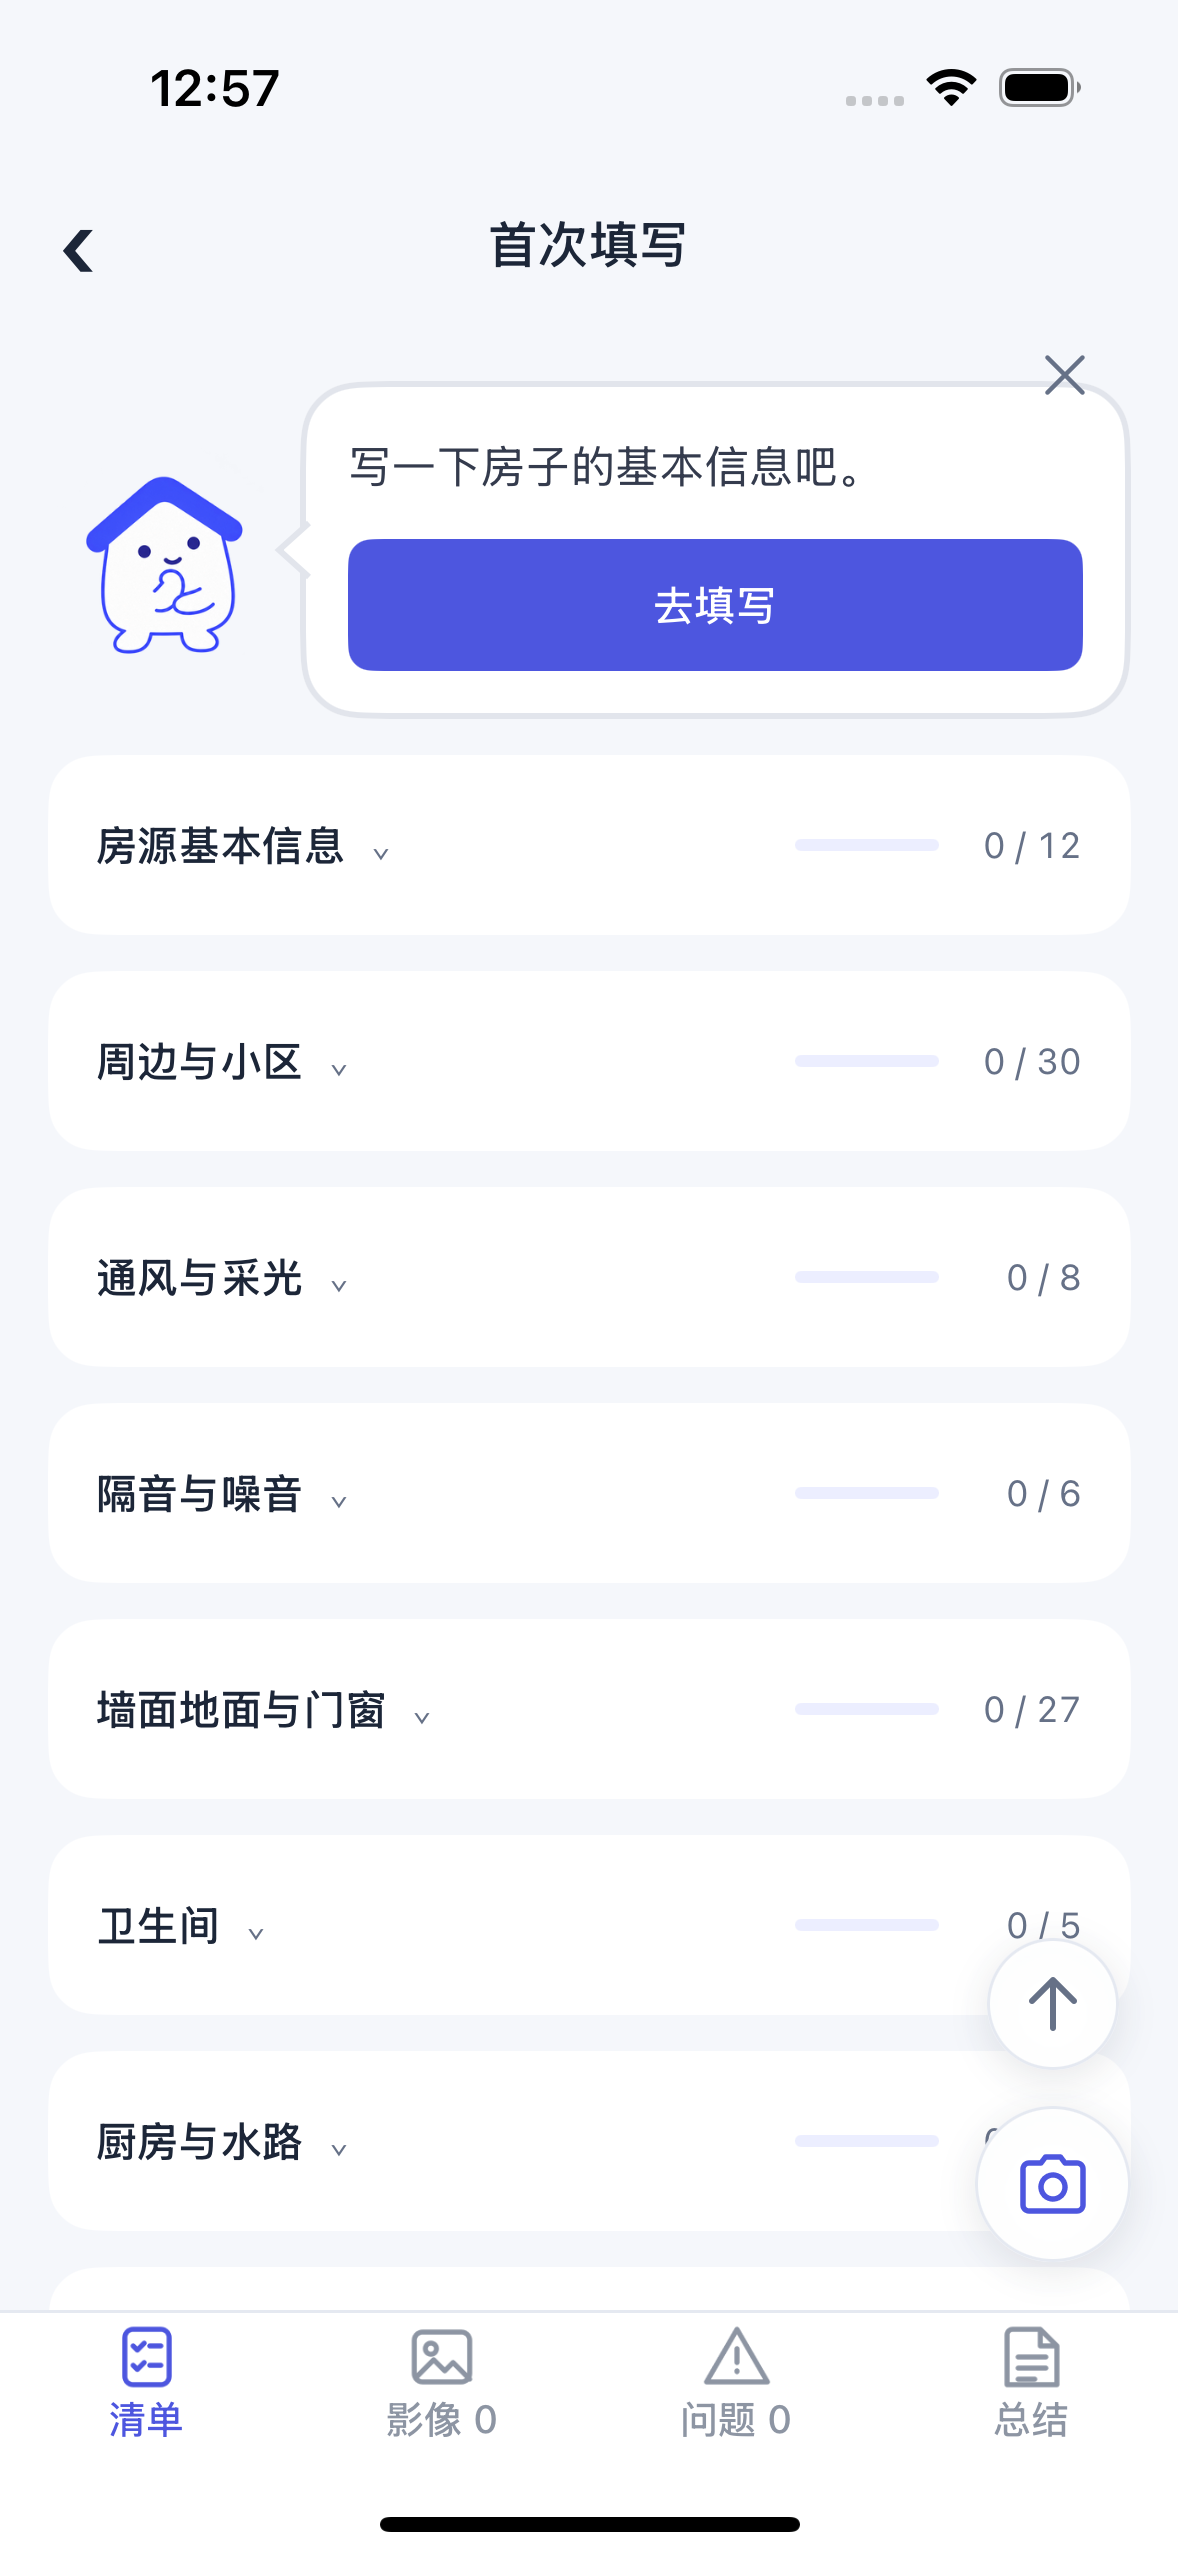 12:57
首次填写
写一下房子的基本信息吧。
去填写
房源基本信息 0 / 12
周边与小区 0 / 30
通风与采光 0 / 8
隔音与噪音 0 / 6
墙面地面与门窗 0 / 27
卫生间 0 / 5
厨房与水路
清单 影像 0 问题 0 总结